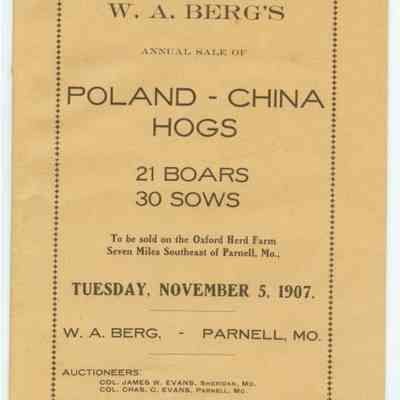 W. A. BERG'S
ANNUAL SALE OF
POLAND - CHINA
HOGS
21 BOARS
30 SOWS
To be sold on the Oxford Herd Farm
Seven Miles Southeast of Parnell, Mo.,
TUESDAY, NOVEMBER 5, 1907.
W. A. BERG, - PARNELL, MO.
AUCTIONEERS:
COL. JAMES W. EVANS, SHERIDAN, MO.
COL. CHAS. C. EVANS, PARNELL, MO.